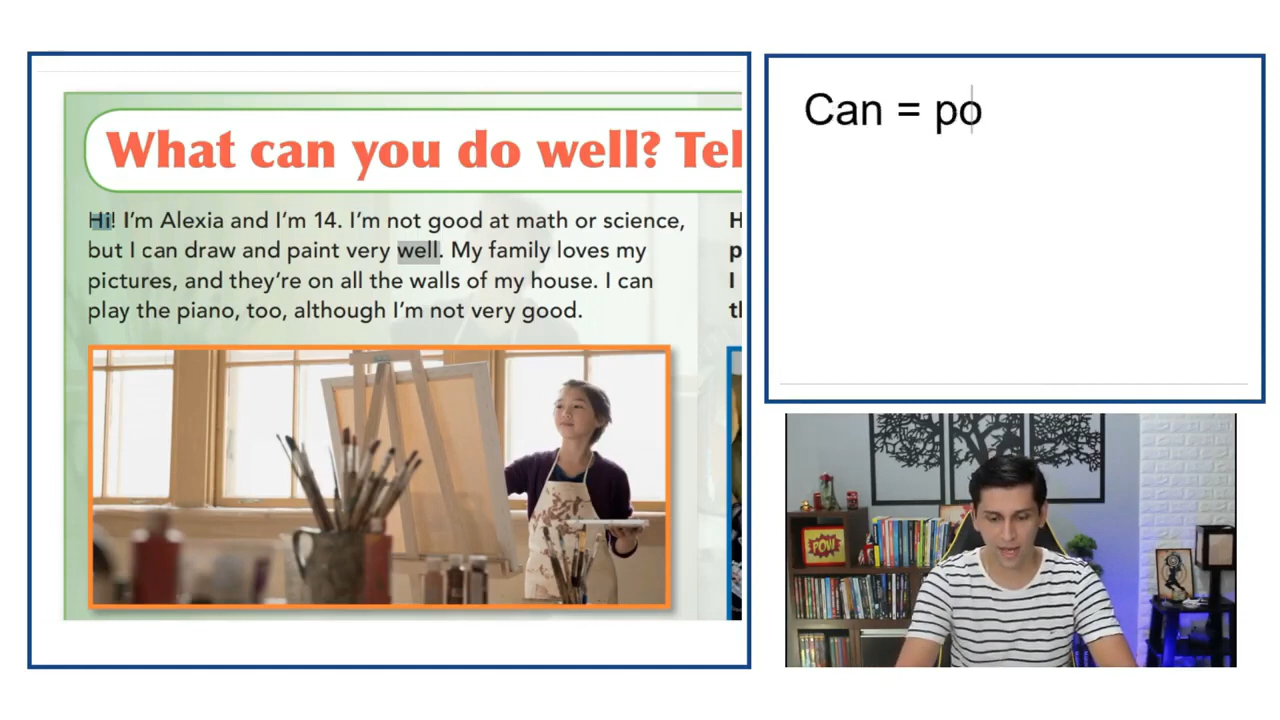 What can you do well? Tel
Hi! I'm Alexia and I'm 14. I'm not good at math or science,
but I can draw and paint very well. My family loves my
pictures, and they're on all the walls of my house. I can
play the piano, too, although I'm not very good.
H
p
I
th
Can = po
POW